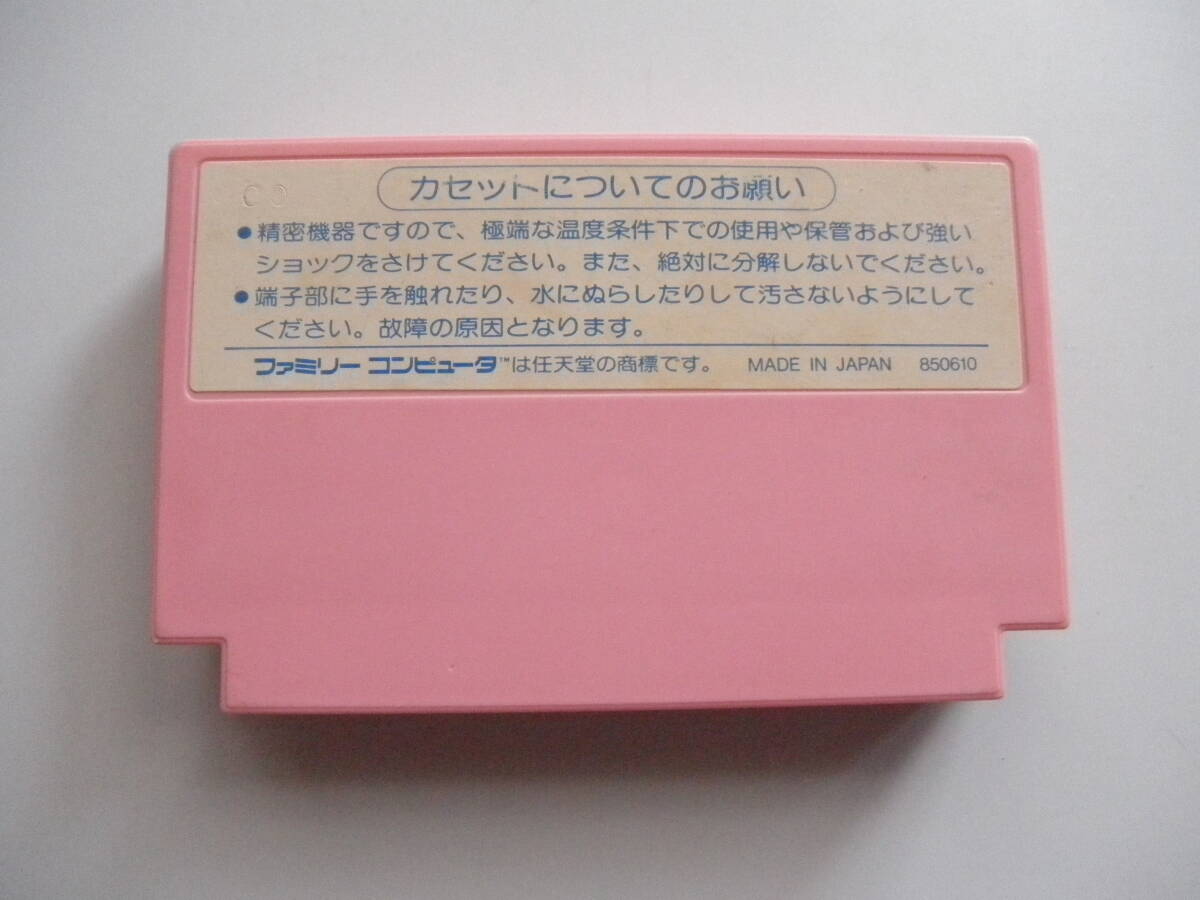 カセットについてのお願い
●精密機器ですので、極端な温度条件下での使用や保管および強い
ショックをさけてください。また、絶対に分解しないでください。
●端子部に手を触れたり、水にぬらしたりして汚さないようにして
ください。故障の原因となります。
ファミリー コンピュータ™は任天堂の商標です。 MADE IN JAPAN 850610